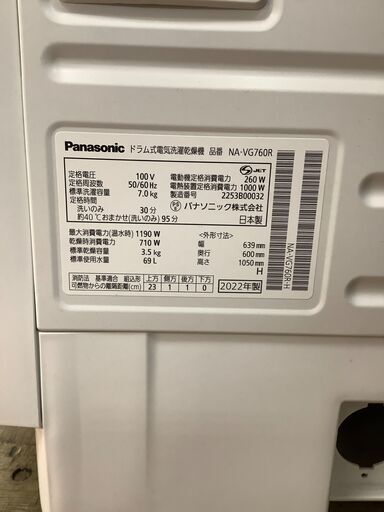 Panasonic ドラム式電気洗濯乾燥機 品番 NA-VG760R
定格電圧 100 V
定格周波数 50/60 Hz
標準洗濯容量 7.0 kg
定格時間
(洗いのみ) 30 分
約40℃おまかせ(洗いのみ) 95 分
S JET
電動機定格消費電力 260 W
電熱装置定格消費電力 1000 W
製造番号 2253B00032
パナソニック株式会社
日本製
最大消費電力(温水時) 1190 W
乾燥時消費電力 710 W
標準乾燥容量 3.5 kg
標準使用水量 69 L
<外形寸法>
幅 639 mm
奥行 600 mm
高さ 1050 mm
H
消防法 基準適合 組込形 上方 側方 後方 下方
可燃物からの離隔距離(cm) 23 1 1 0
2022年製
NA-VG760R-H